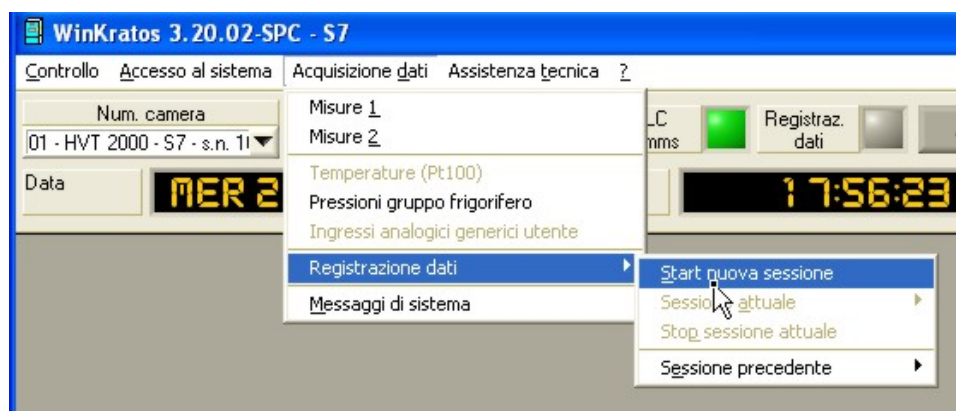 WinKratos 3.20.02-SPC - S7
Controllo Accesso al sistema Acquisizione dati Assistenza tecnica ?
Num. camera
01 - HVT 2000 - S7 - s.n.
Misure 1
Misure 2
LC
mms
Registraz.
dati
Data
MER 2
17:56:23
Temperature (Pt100)
Pressioni gruppo frigorifero
Ingressi analogici generici utente
Registrazione dati
Messaggi di sistema
Start nuova sessione
Sessione attuale
Stop sessione attuale
Sessione precedente